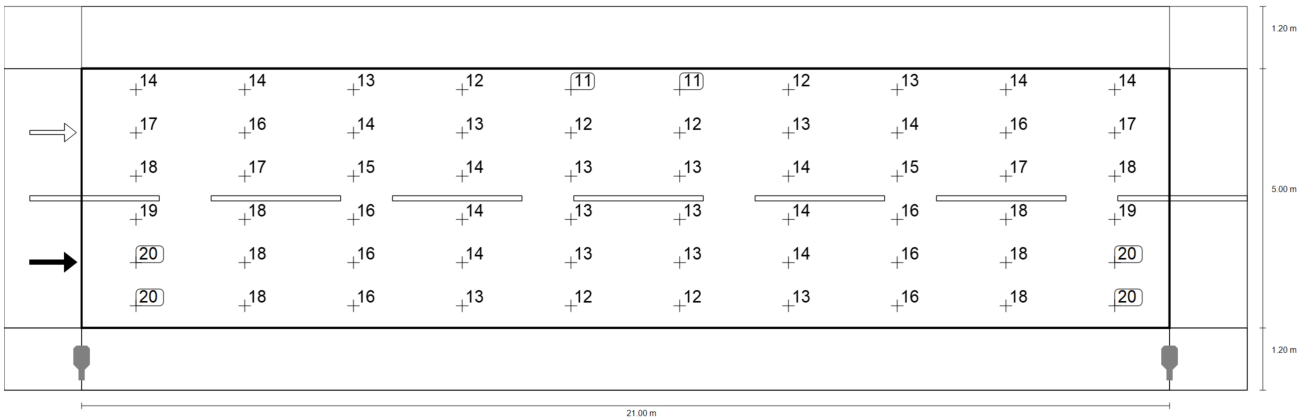 1.20 m
14 14 13 12 11 11 12 13 14 14
17 16 14 13 12 12 13 14 16 17
18 17 15 14 13 13 14 15 17 18
5.00 m
19 18 16 14 13 13 14 16 18 19
20 18 16 14 13 13 14 16 18 20
20 18 16 13 12 12 13 16 18 20
1.20 m
21.00 m